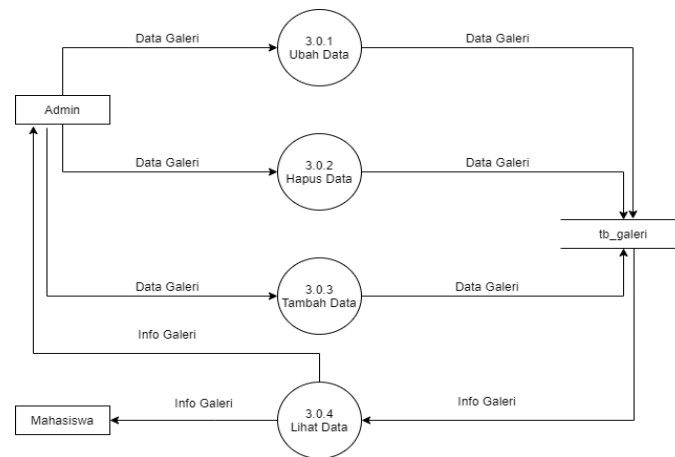 Data Galeri
3.0.1
Ubah Data
Data Galeri
Admin
Data Galeri
3.0.2
Hapus Data
Data Galeri
tb_galeri
Data Galeri
3.0.3
Tambah Data
Data Galeri
Info Galeri
Mahasiswa
Info Galeri
3.0.4
Lihat Data
Info Galeri